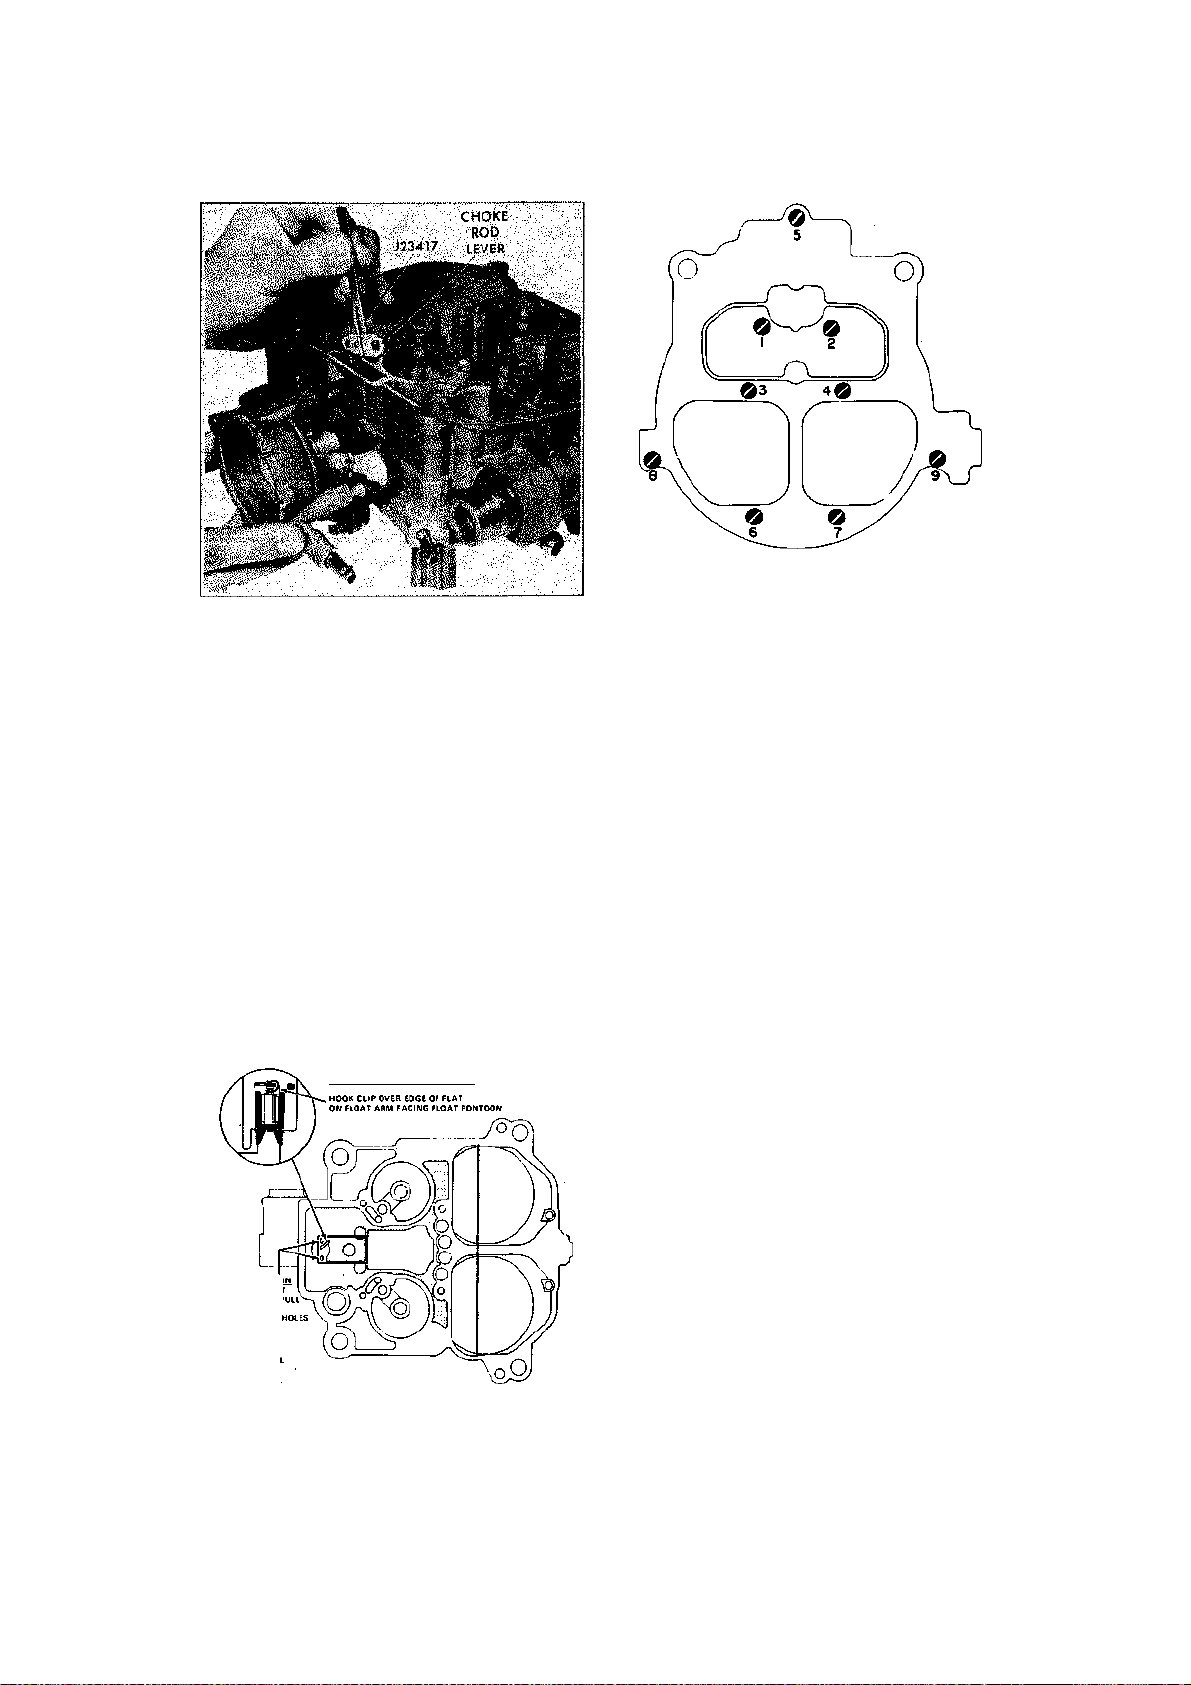 CHOKE
ROD
LEVER
J23417
5
1
2
3
4
8
9
6
7
HOOK CLIP OVER EDGE OF FLAT
ON FLOAT ARM FACING FLOAT PONTOON
IN
HOLES
L